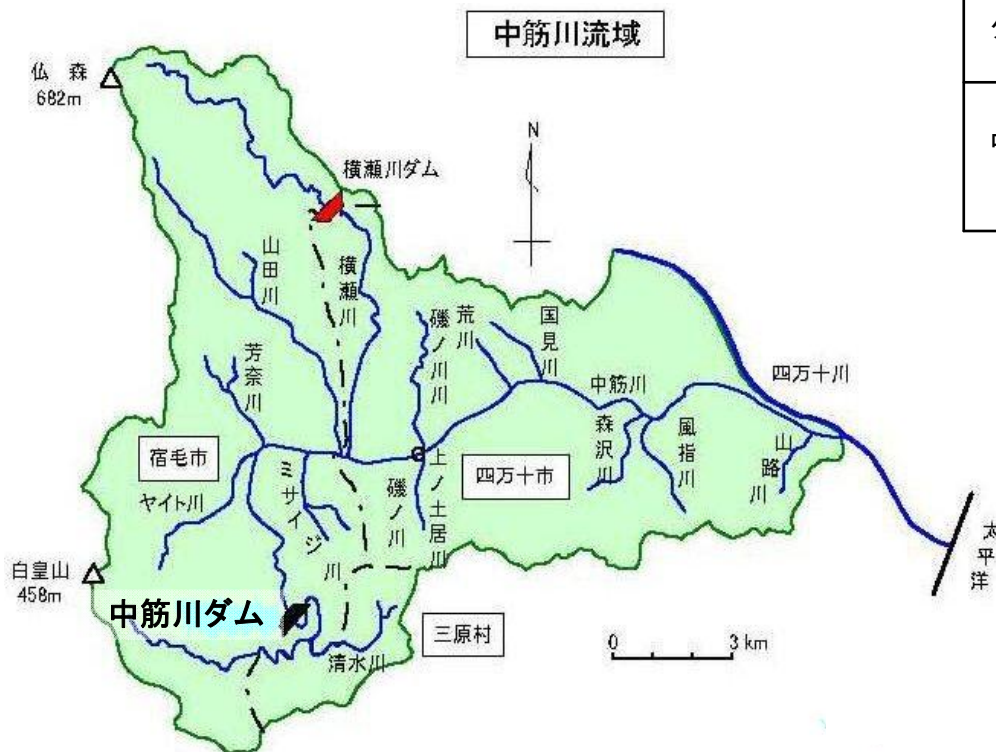 中筋川流域
仏森
682m
N
横瀬川ダム
山田川
横瀬川
磯ノ川川
荒川
国見川
芳奈川
中筋川
四万十川
森沢川
風指川
山路川
宿毛市
ヤイト川
ミサイジ川
磯ノ川
上ノ土居川
四万十市
太平洋
白皇山
458m
中筋川ダム
三原村
清水川
0
3 km